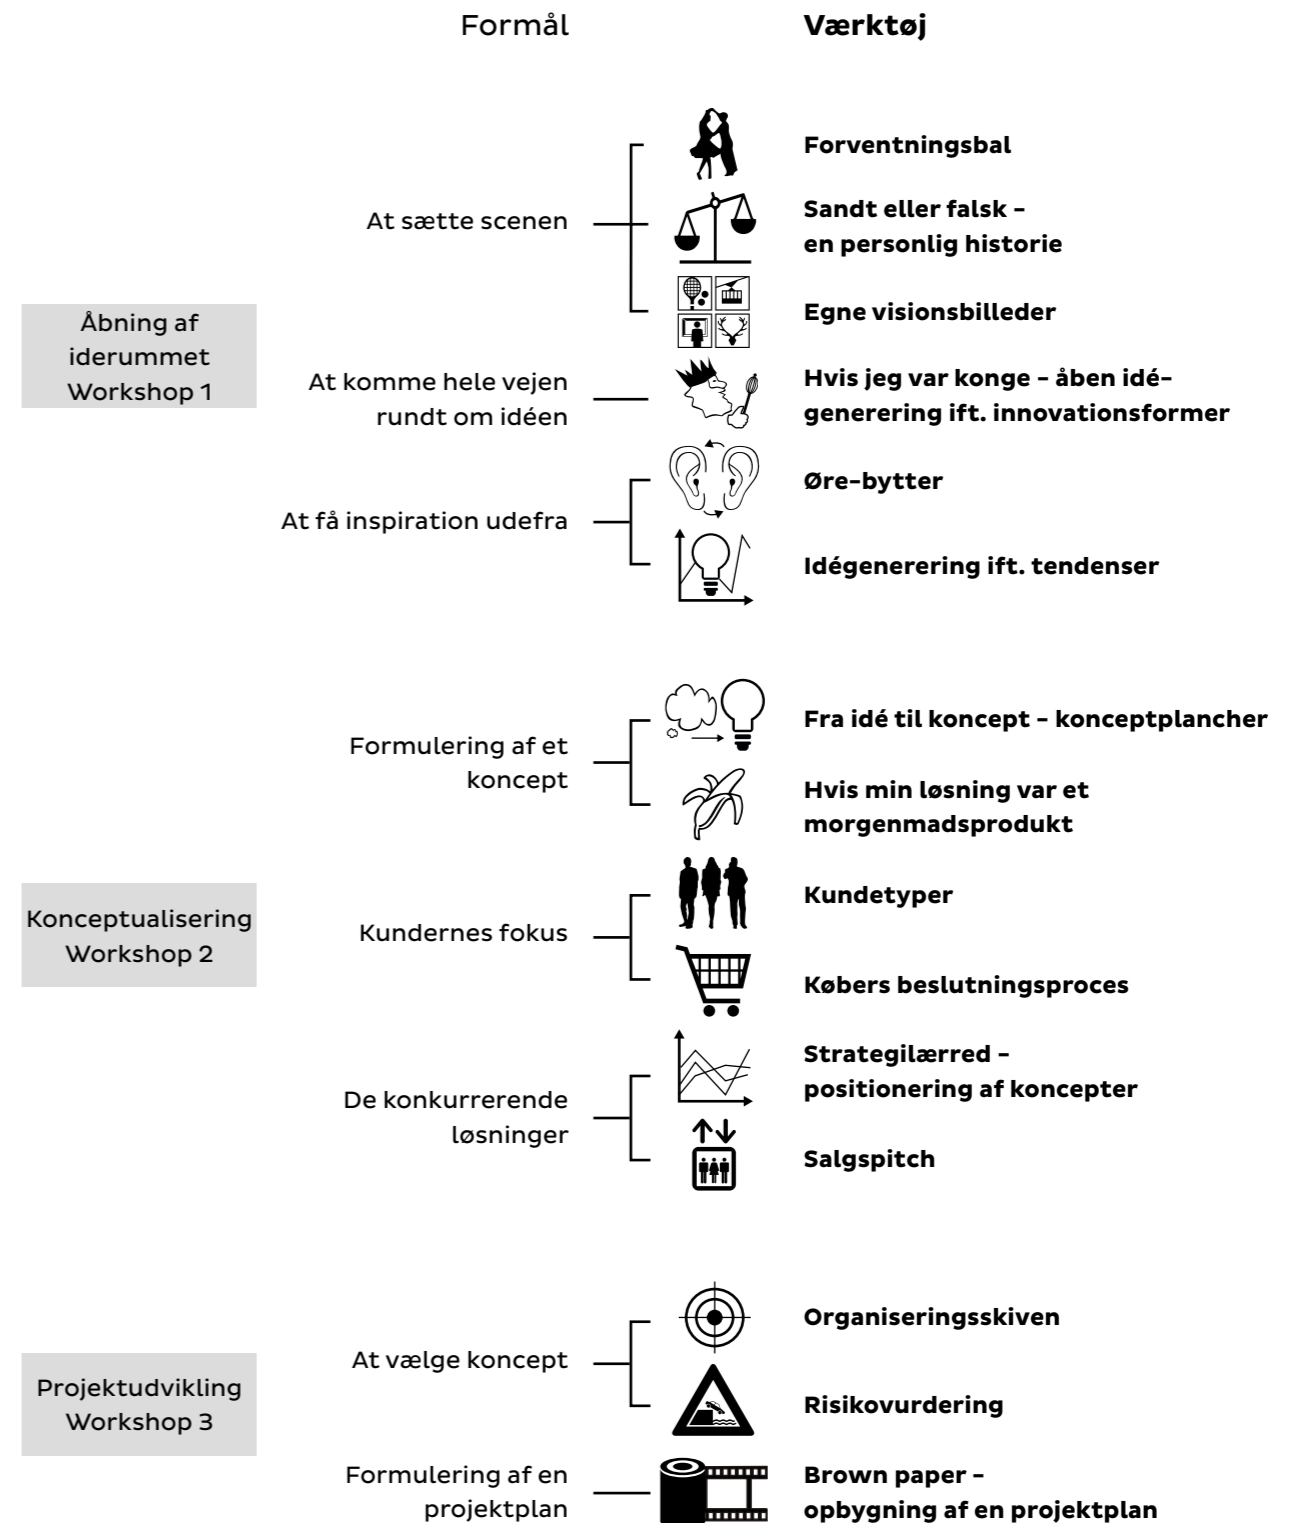 Formål
Værktøj
Åbning af
iderummet
Workshop 1
At sætte scenen
Forventningsbal
Sandt eller falsk –
en personlig historie
Egne visionsbilleder
At komme hele vejen
rundt om idéen
Hvis jeg var konge – åben idé-
generering ift. innovationsformer
At få inspiration udefra
Øre-bytter
Idégenerering ift. tendenser
Konceptualisering
Workshop 2
Formulering af et
koncept
Fra idé til koncept – konceptplancher
Hvis min løsning var et
morgenmadsprodukt
Kundernes fokus
Kundetyper
Købers beslutningsproces
De konkurrerende
løsninger
Strategilærred –
positionering af koncepter
Salgspitch
Projektudvikling
Workshop 3
At vælge koncept
Organiseringsskiven
Risikovurdering
Formulering af en
projektplan
Brown paper –
opbygning af en projektplan